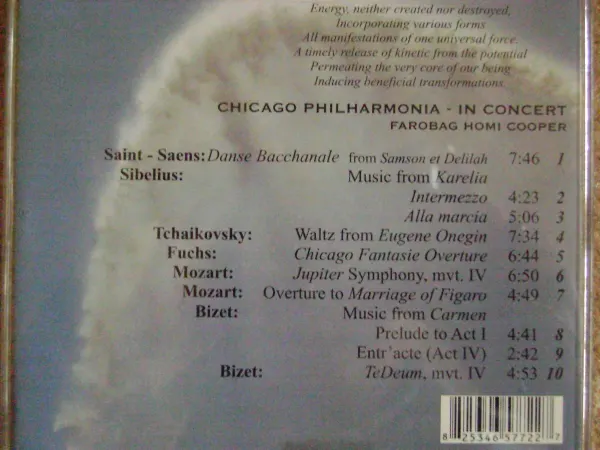 Energy, neither created nor destroyed,
Incorporating various forms
All manifestations of one universal force.
A timely release of kinetic from the potential
Permeating the very core of our being
Inducing beneficial transformations.
CHICAGO PHILHARMONIA - IN CONCERT
FAROBAG HOMI COOPER
Saint - Saens: Danse Bacchanale from Samson et Delilah 7:46 1
Sibelius: Music from Karelia
Intermezzo 4:23 2
Alla marcia 5:06 3
Tchaikovsky: Waltz from Eugene Onegin 7:34 4
Fuchs: Chicago Fantasie Overture 6:44 5
Mozart: Jupiter Symphony, mvt. IV 6:50 6
Mozart: Overture to Marriage of Figaro 4:49 7
Bizet: Music from Carmen
Prelude to Act I 4:41 8
Entr'acte (Act IV) 2:42 9
Bizet: TeDeum, mvt. IV 4:53 10
8 25346 57722 7